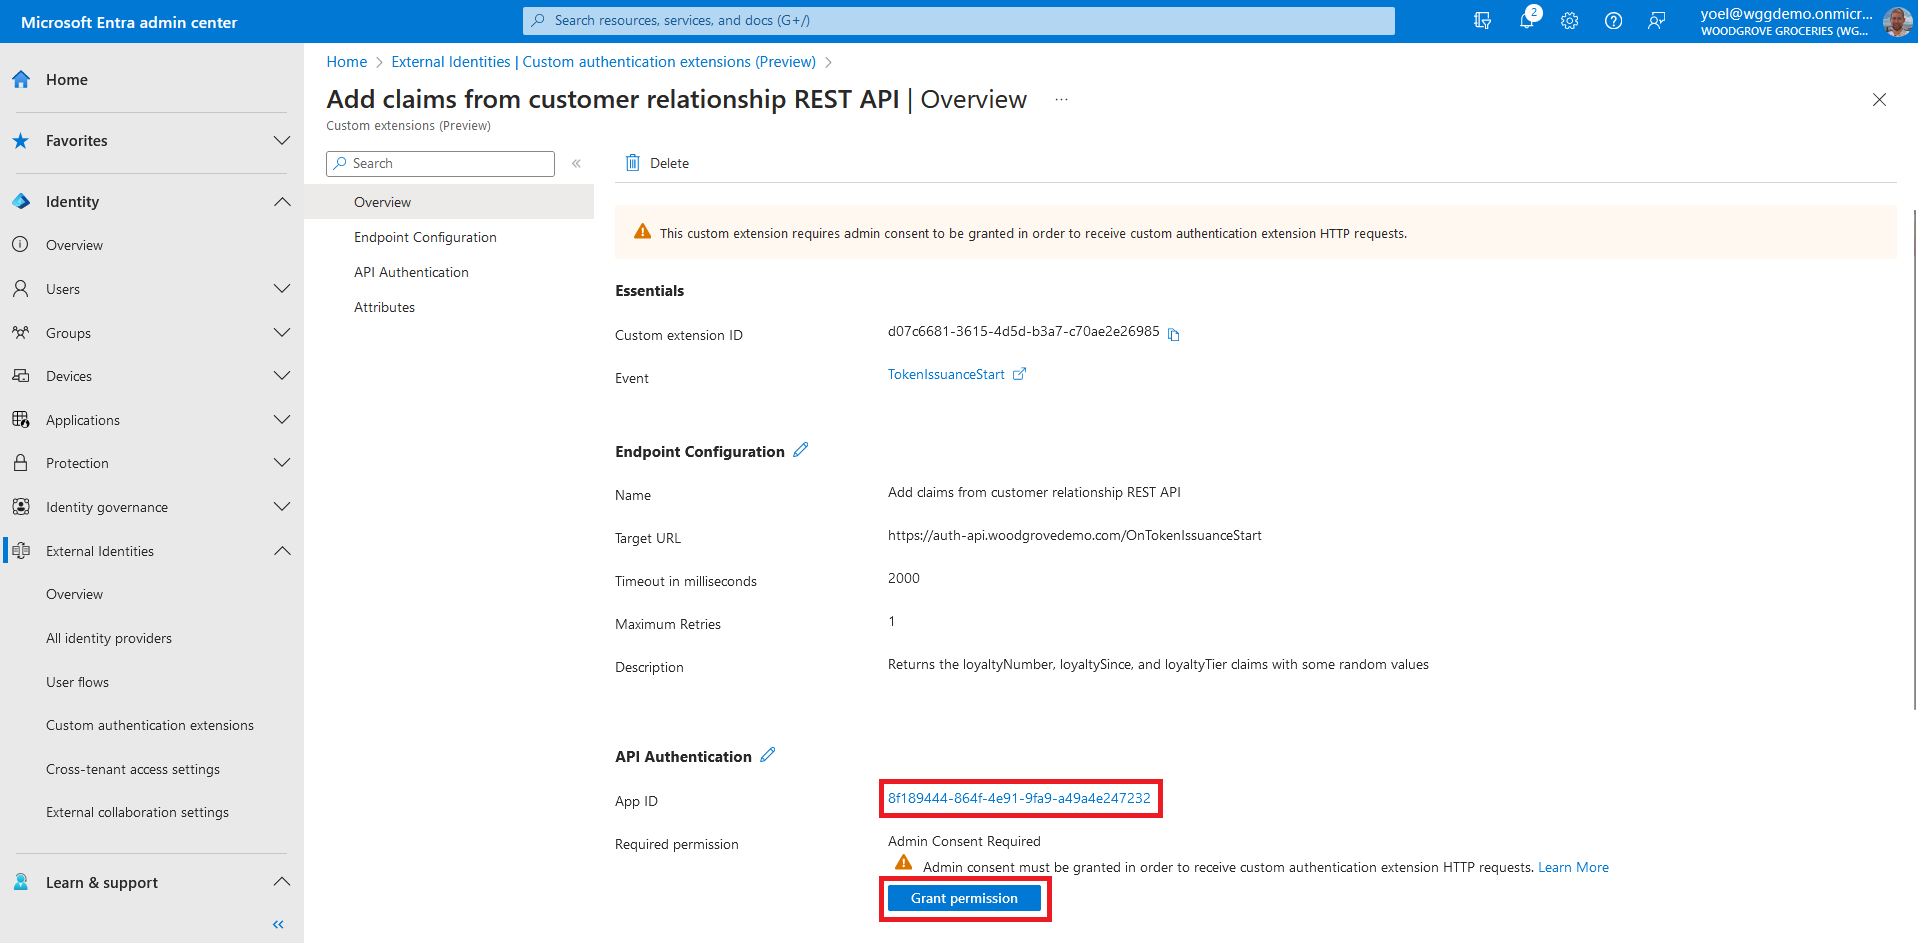 Microsoft Entra admin center
Search resources, services, and docs (G+/)
2
yoel@wggdemo.onmicr...
WOODGROVE GROCERIES (WG...
Home
Favorites
Identity
Overview
Users
Groups
Devices
Applications
Protection
Identity governance
External Identities
Overview
All identity providers
User flows
Custom authentication extensions
Cross-tenant access settings
External collaboration settings
Learn & support
Home > External Identities | Custom authentication extensions (Preview) >
Add claims from customer relationship REST API | Overview ...
Custom extensions (Preview)
Search
Overview
Endpoint Configuration
API Authentication
Attributes
Delete
This custom extension requires admin consent to be granted in order to receive custom authentication extension HTTP requests.
Essentials
Custom extension ID d07c6681-3615-4d5d-b3a7-c70ae2e26985
Event TokenIssuanceStart
Endpoint Configuration
Name Add claims from customer relationship REST API
Target URL https://auth-api.woodgrovedemo.com/OnTokenIssuanceStart
Timeout in milliseconds 2000
Maximum Retries 1
Description Returns the loyaltyNumber, loyaltySince, and loyaltyTier claims with some random values
API Authentication
App ID 8f189444-864f-4e91-9fa9-a49a4e247232
Required permission Admin Consent Required
Admin consent must be granted in order to receive custom authentication extension HTTP requests. Learn More
Grant permission